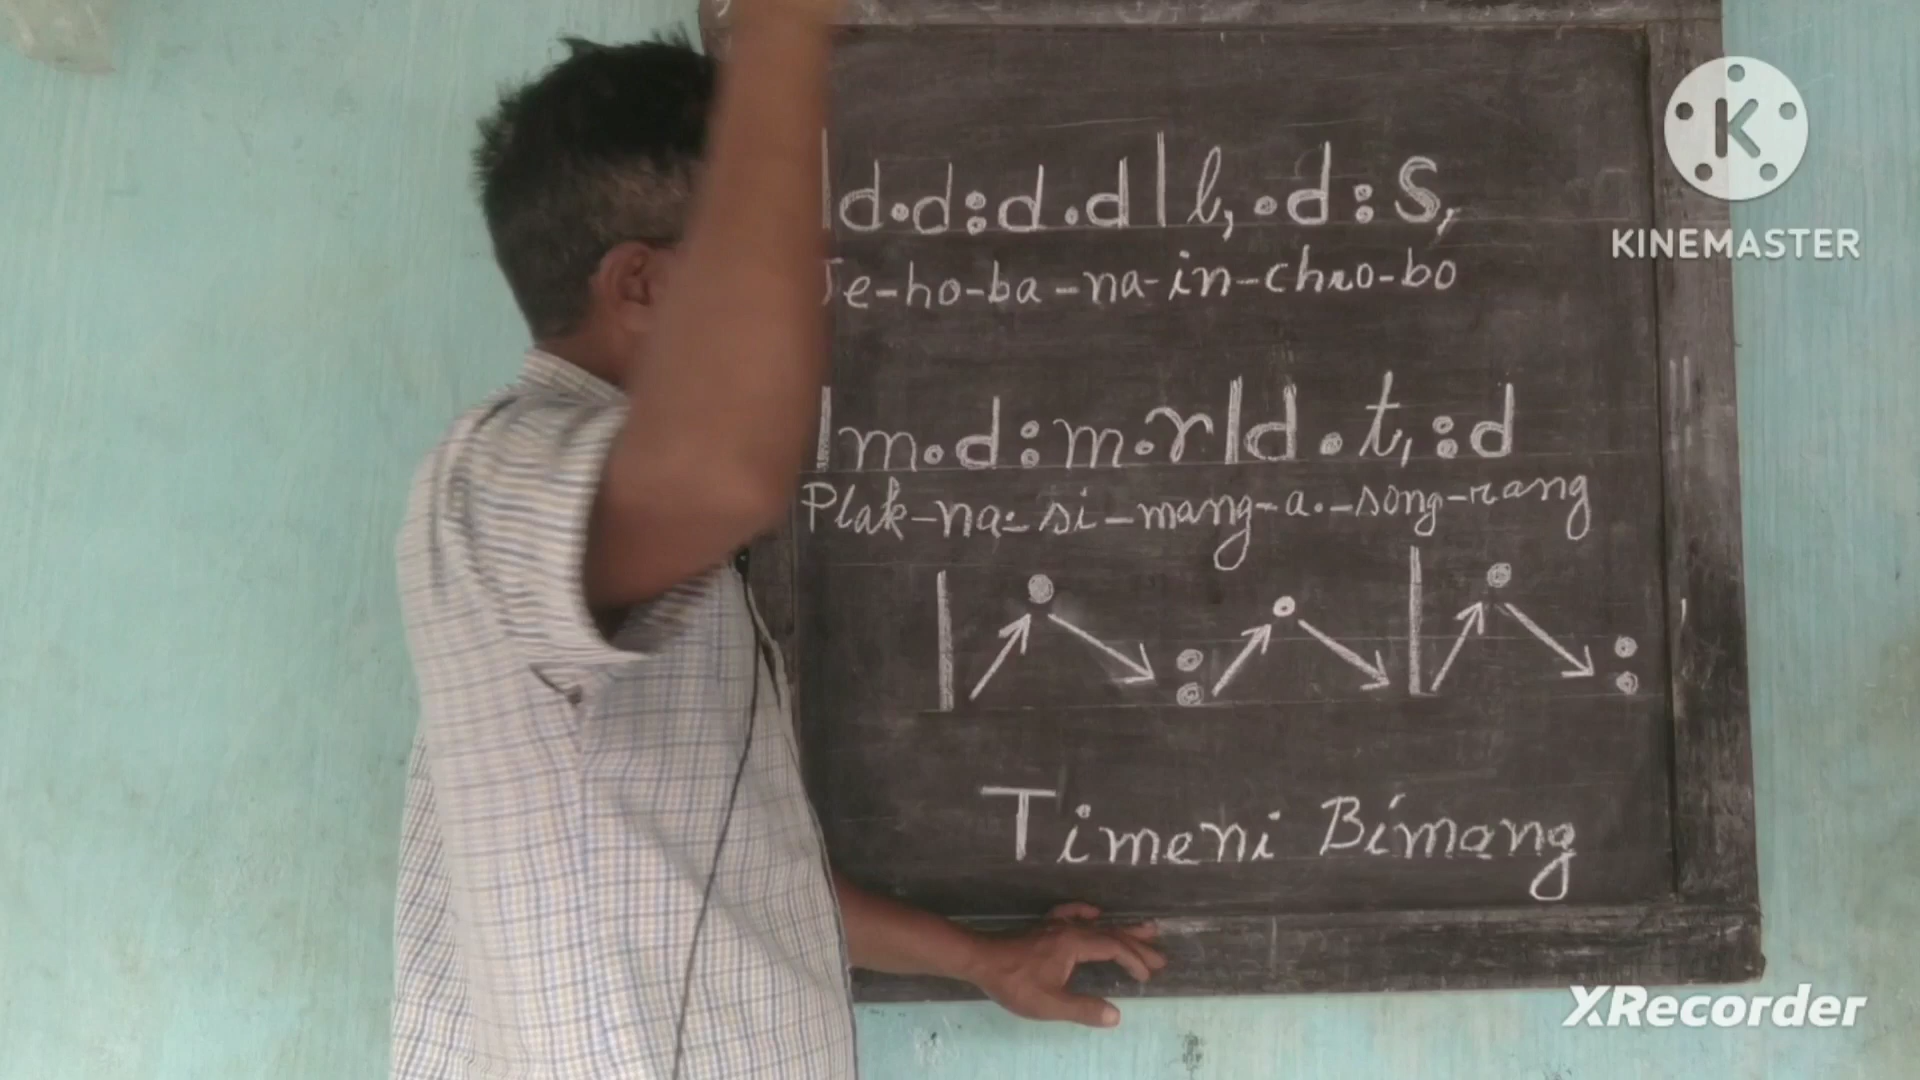 |d.d:d.d|l, .d:s,
Je-ho-ba-na-in-chro-bo
|m.d:m.r|d.t, :d
Plak-na:-si-mang-a.-song-rang
Timeni Bimang
K
KINEMASTER
XRecorder